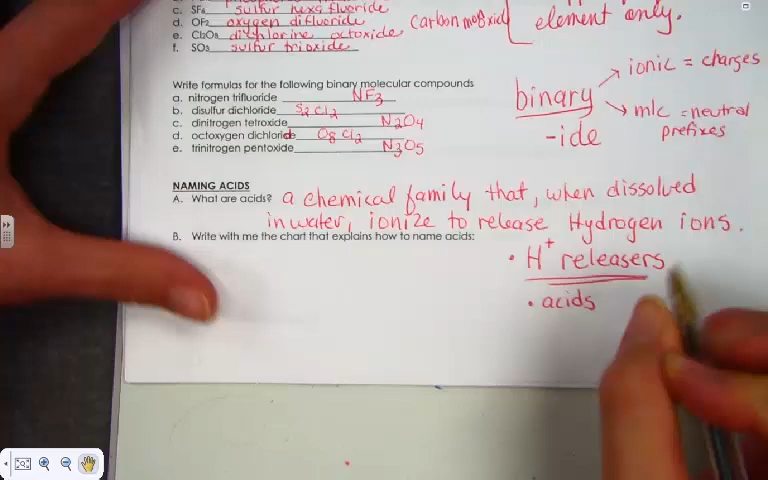 c. SF₆ sulfur hexafluoride
d. OF₂ oxygen difluoride
e. Cl₂O₈ dichlorine octoxide
f. SO₃ sulfur trioxide
carbon monoxid
element only.
Write formulas for the following binary molecular compounds
a. nitrogen trifluoride NF₃
b. disulfur dichloride S₂Cl₂
c. dinitrogen tetroxide N₂O₄
d. octoxygen dichlorid O₈Cl₂
e. trinitrogen pentoxide N₃O₅
binary
-ide
ionic = charges
mlc = neutral
prefixes
NAMING ACIDS
A. What are acids? a chemical family that, when dissolved
in water, ionize to release Hydrogen ions.
B. Write with me the chart that explains how to name acids:
• H⁺ releasers
• acids